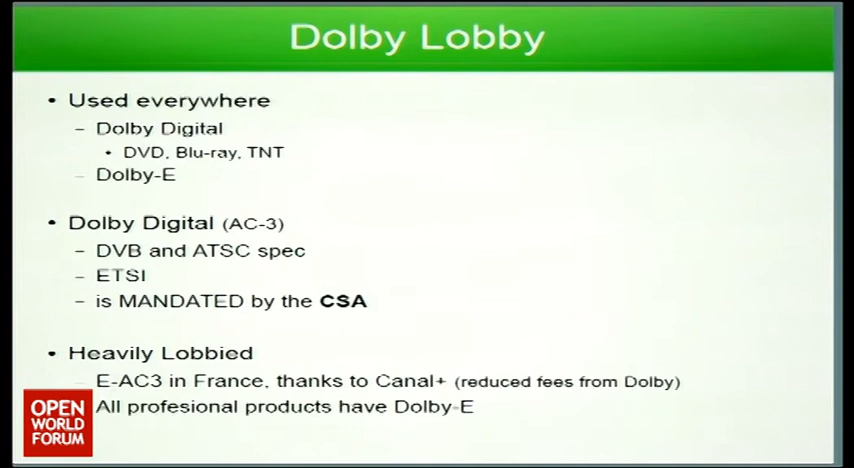 Dolby Lobby
• Used everywhere
– Dolby Digital
• DVD, Blu-ray, TNT
– Dolby-E
• Dolby Digital (AC-3)
– DVB and ATSC spec
– ETSI
– is MANDATED by the CSA
• Heavily Lobbied
– E-AC3 in France, thanks to Canal+ (reduced fees from Dolby)
All profesional products have Dolby-E
OPEN
WORLD
FORUM